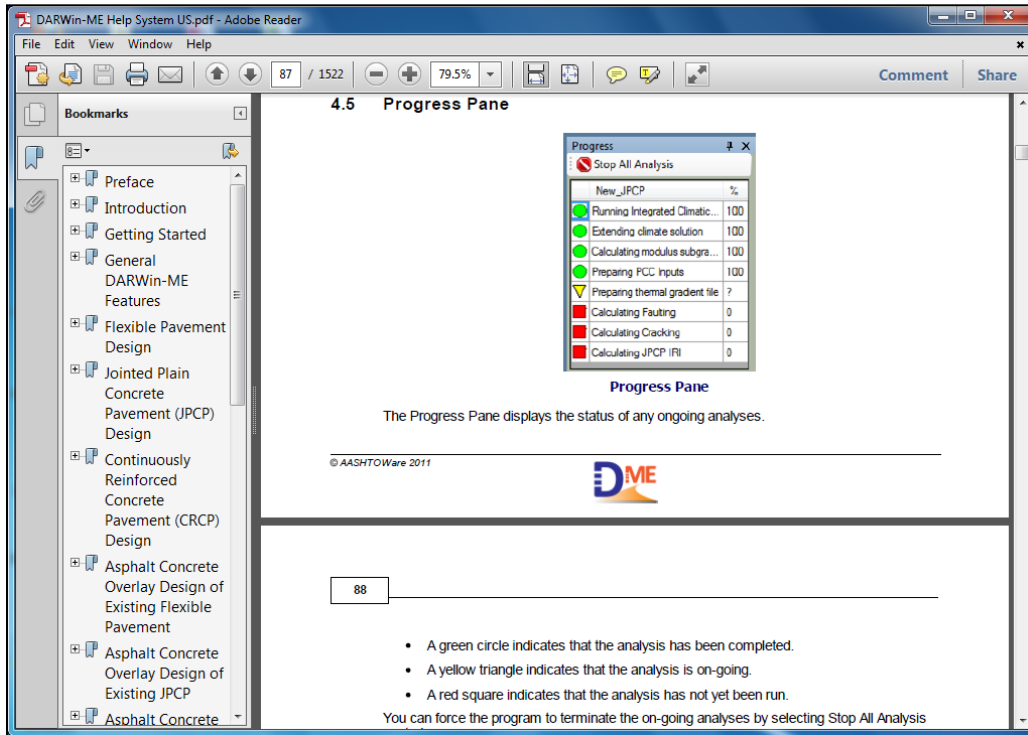 DARWin-ME Help System US.pdf - Adobe Reader
File Edit View Window Help
87 / 1522 79.5% Comment Share
Bookmarks
Preface
Introduction
Getting Started
General
DARWin-ME
Features
Flexible Pavement
Design
Jointed Plain
Concrete
Pavement (JPCP)
Design
Continuously
Reinforced
Concrete
Pavement (CRCP)
Design
Asphalt Concrete
Overlay Design of
Existing Flexible
Pavement
Asphalt Concrete
Overlay Design of
Existing JPCP
Asphalt Concrete
4.5 Progress Pane
Progress
Stop All Analysis
New_JPCP %
Running Integrated Climatic... 100
Extending climate solution 100
Calculating modulus subgra... 100
Preparing PCC Inputs 100
Preparing thermal gradient file ?
Calculating Faulting 0
Calculating Cracking 0
Calculating JPCP IRI 0
Progress Pane
The Progress Pane displays the status of any ongoing analyses.
© AASHTOWare 2011
DME
88
• A green circle indicates that the analysis has been completed.
• A yellow triangle indicates that the analysis is on-going.
• A red square indicates that the analysis has not yet been run.
You can force the program to terminate the on-going analyses by selecting Stop All Analysis